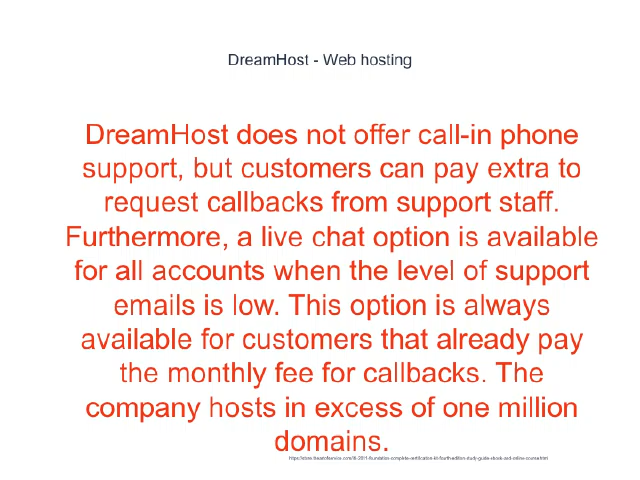 DreamHost - Web hosting
DreamHost does not offer call-in phone
support, but customers can pay extra to
request callbacks from support staff.
Furthermore, a live chat option is available
for all accounts when the level of support
emails is low. This option is always
available for customers that already pay
the monthly fee for callbacks. The
company hosts in excess of one million
domains.